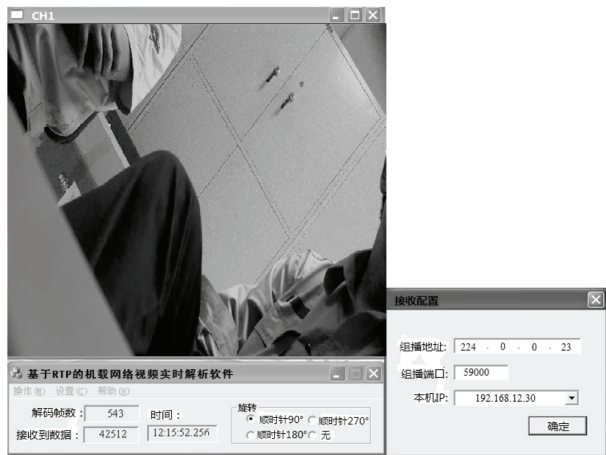 CH1
接收配置
组播地址: 224 . 0 . 0 . 23
组播端口: 59000
本机IP: 192.168.12.30
确定
基于RTP的机载网络视频实时解析软件
操作(M) 设置(C) 帮助(H)
解码帧数: 543 时间:
接收到数据: 42512 12:15:52.256
旋转
顺时针90° 顺时针270°
顺时针180° 无